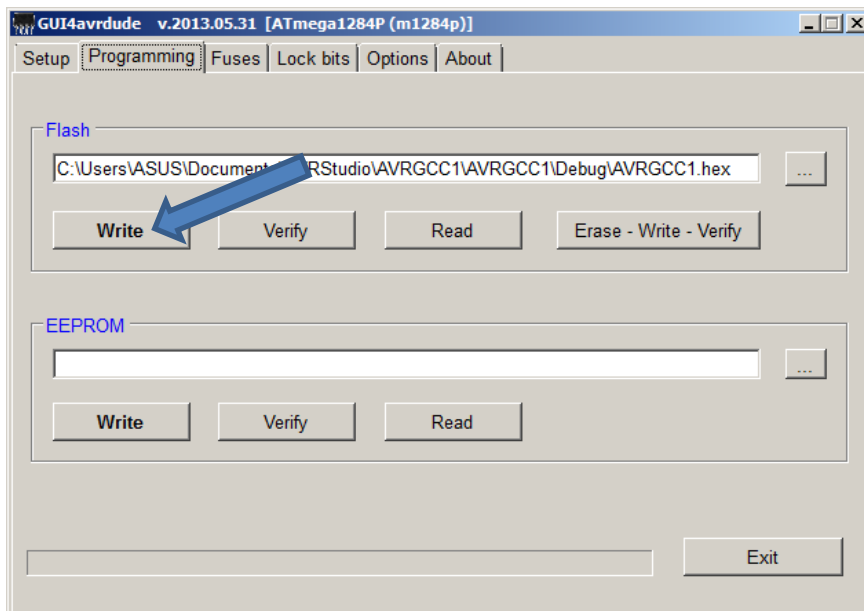 GUI4avrdude v.2013.05.31 [ATmega1284P (m1284p)]
Setup Programming Fuses Lock bits Options About
Flash
C:\Users\ASUS\Document RStudio\AVRGCC1\AVRGCC1\Debug\AVRGCC1.hex ...
Write Verify Read Erase - Write - Verify
EEPROM
...
Write Verify Read
Exit